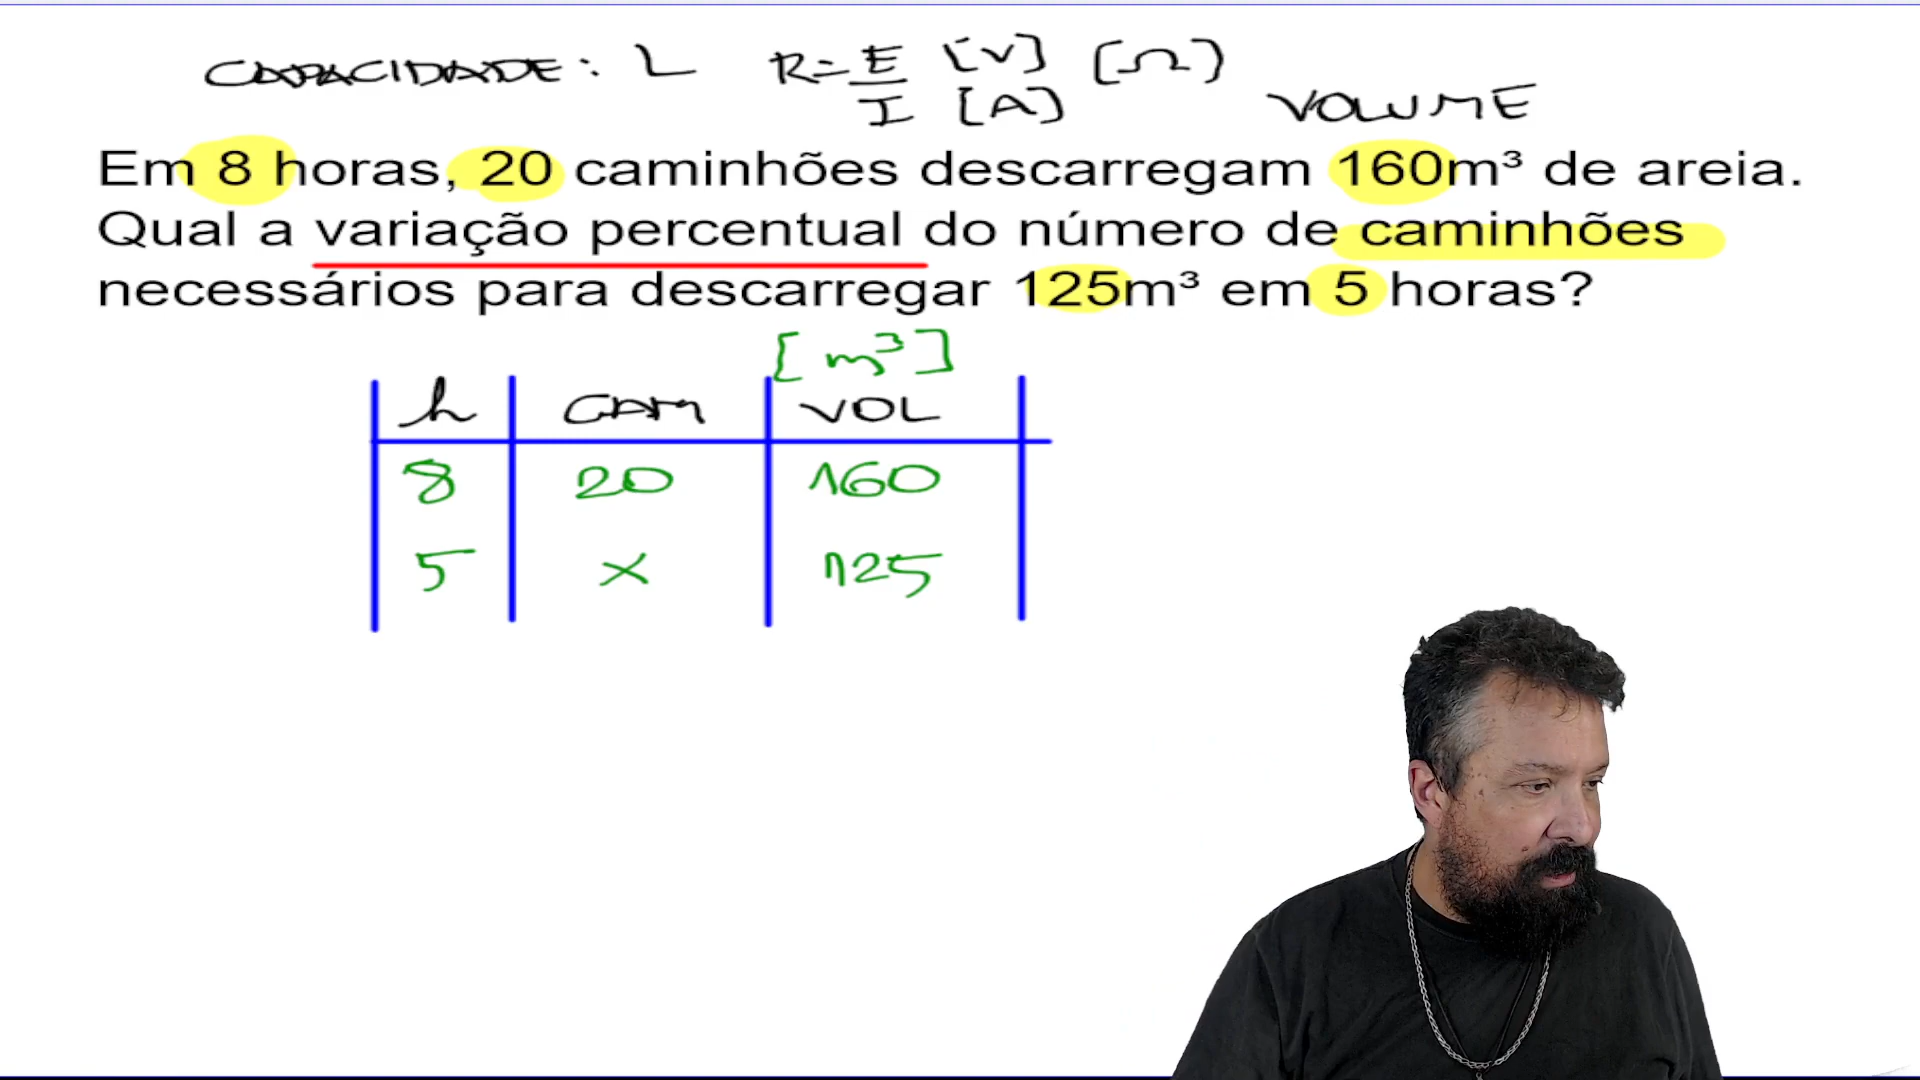 CAPACIDADE: L R=E/I [V] [A] [Ω]
VOLUME
Em 8 horas, 20 caminhões descarregam 160m³ de areia.
Qual a variação percentual do número de caminhões
necessários para descarregar 125m³ em 5 horas?
[m³]
h CAM VOL
8 20 160
5 x 125